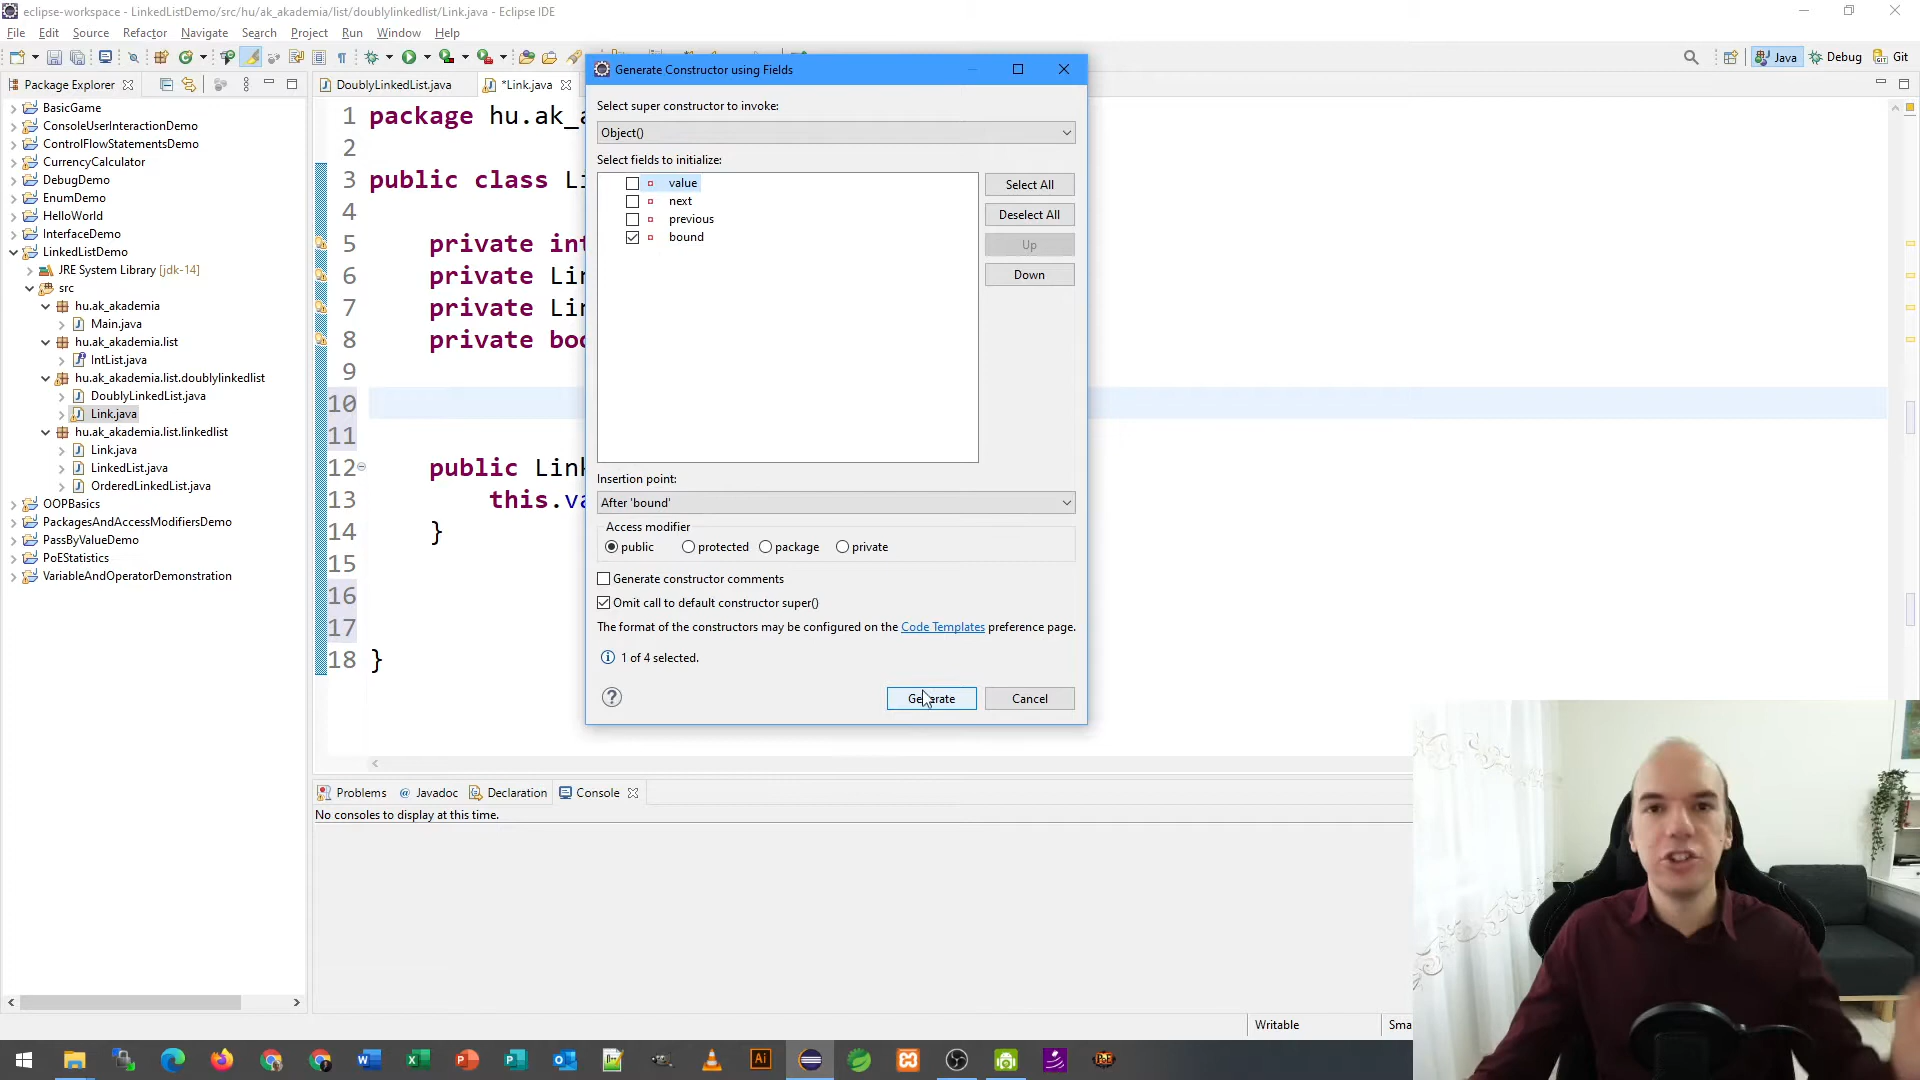 eclipse-workspace - LinkedListDemo/src/hu/ak_akademia/list/doublylinkedlist/Link.java - Eclipse IDE
File Edit Source Refactor Navigate Search Project Run Window Help
Java Debug Git
Package Explorer
BasicGame
ConsoleUserInteractionDemo
ControlFlowStatementsDemo
CurrencyCalculator
DebugDemo
EnumDemo
HelloWorld
InterfaceDemo
LinkedListDemo
JRE System Library [jdk-14]
src
hu.ak_akademia
Main.java
hu.ak_akademia.list
IntList.java
hu.ak_akademia.list.doublylinkedlist
DoublyLinkedList.java
Link.java
hu.ak_akademia.list.linkedlist
Link.java
LinkedList.java
OrderedLinkedList.java
OOPBasics
PackagesAndAccessModifiersDemo
PassByValueDemo
PoEStatistics
VariableAndOperatorDemonstration
DoublyLinkedList.java *Link.java
1 package hu.ak_
2
3 public class Li
4
5 private int
6 private Lin
7 private Lin
8 private boo
9
10
11
12 public Link
13 this.va
14 }
15
16
17
18 }
Generate Constructor using Fields
Select super constructor to invoke:
Object()
Select fields to initialize:
value
next
previous
bound
Select All
Deselect All
Up
Down
Insertion point:
After 'bound'
Access modifier
public protected package private
Generate constructor comments
Omit call to default constructor super()
The format of the constructors may be configured on the Code Templates preference page.
1 of 4 selected.
Generate Cancel
Problems Javadoc Declaration Console
No consoles to display at this time.
Writable Sma